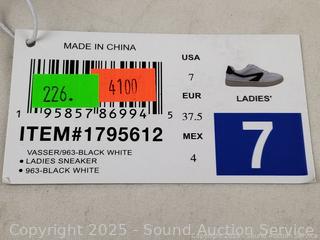 MADE IN CHINA
226.
4100
1 95857 86994 5
ITEM#1795612
VASSER/963-BLACK WHITE
• LADIES SNEAKER
• 963-BLACK WHITE
USA
7
EUR
37.5
MEX
4
LADIES'
7
Copyright 2025 - Sound Auction Service